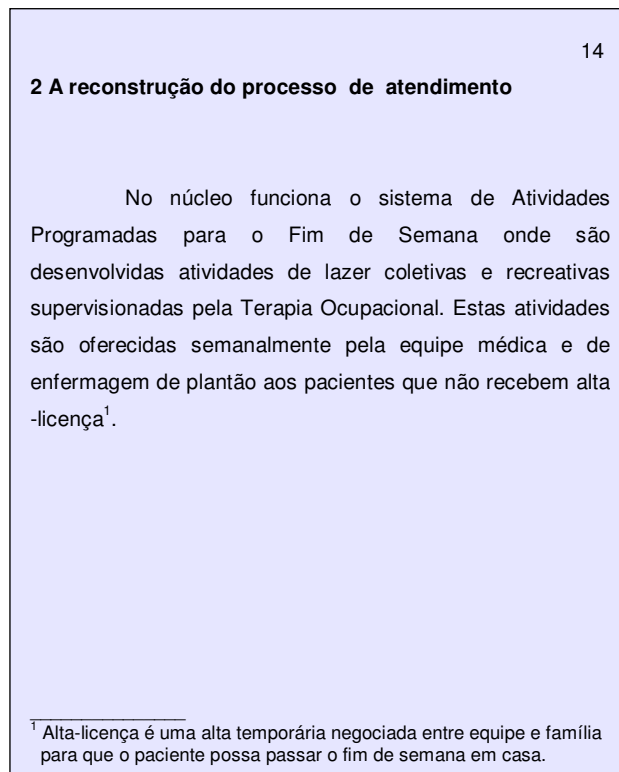 14
2 A reconstrução do processo de atendimento
No núcleo funciona o sistema de Atividades
Programadas para o Fim de Semana onde são
desenvolvidas atividades de lazer coletivas e recreativas
supervisionadas pela Terapia Ocupacional. Estas atividades
são oferecidas semanalmente pela equipe médica e de
enfermagem de plantão aos pacientes que não recebem alta
-licença¹.
¹ Alta-licença é uma alta temporária negociada entre equipe e família
para que o paciente possa passar o fim de semana em casa.